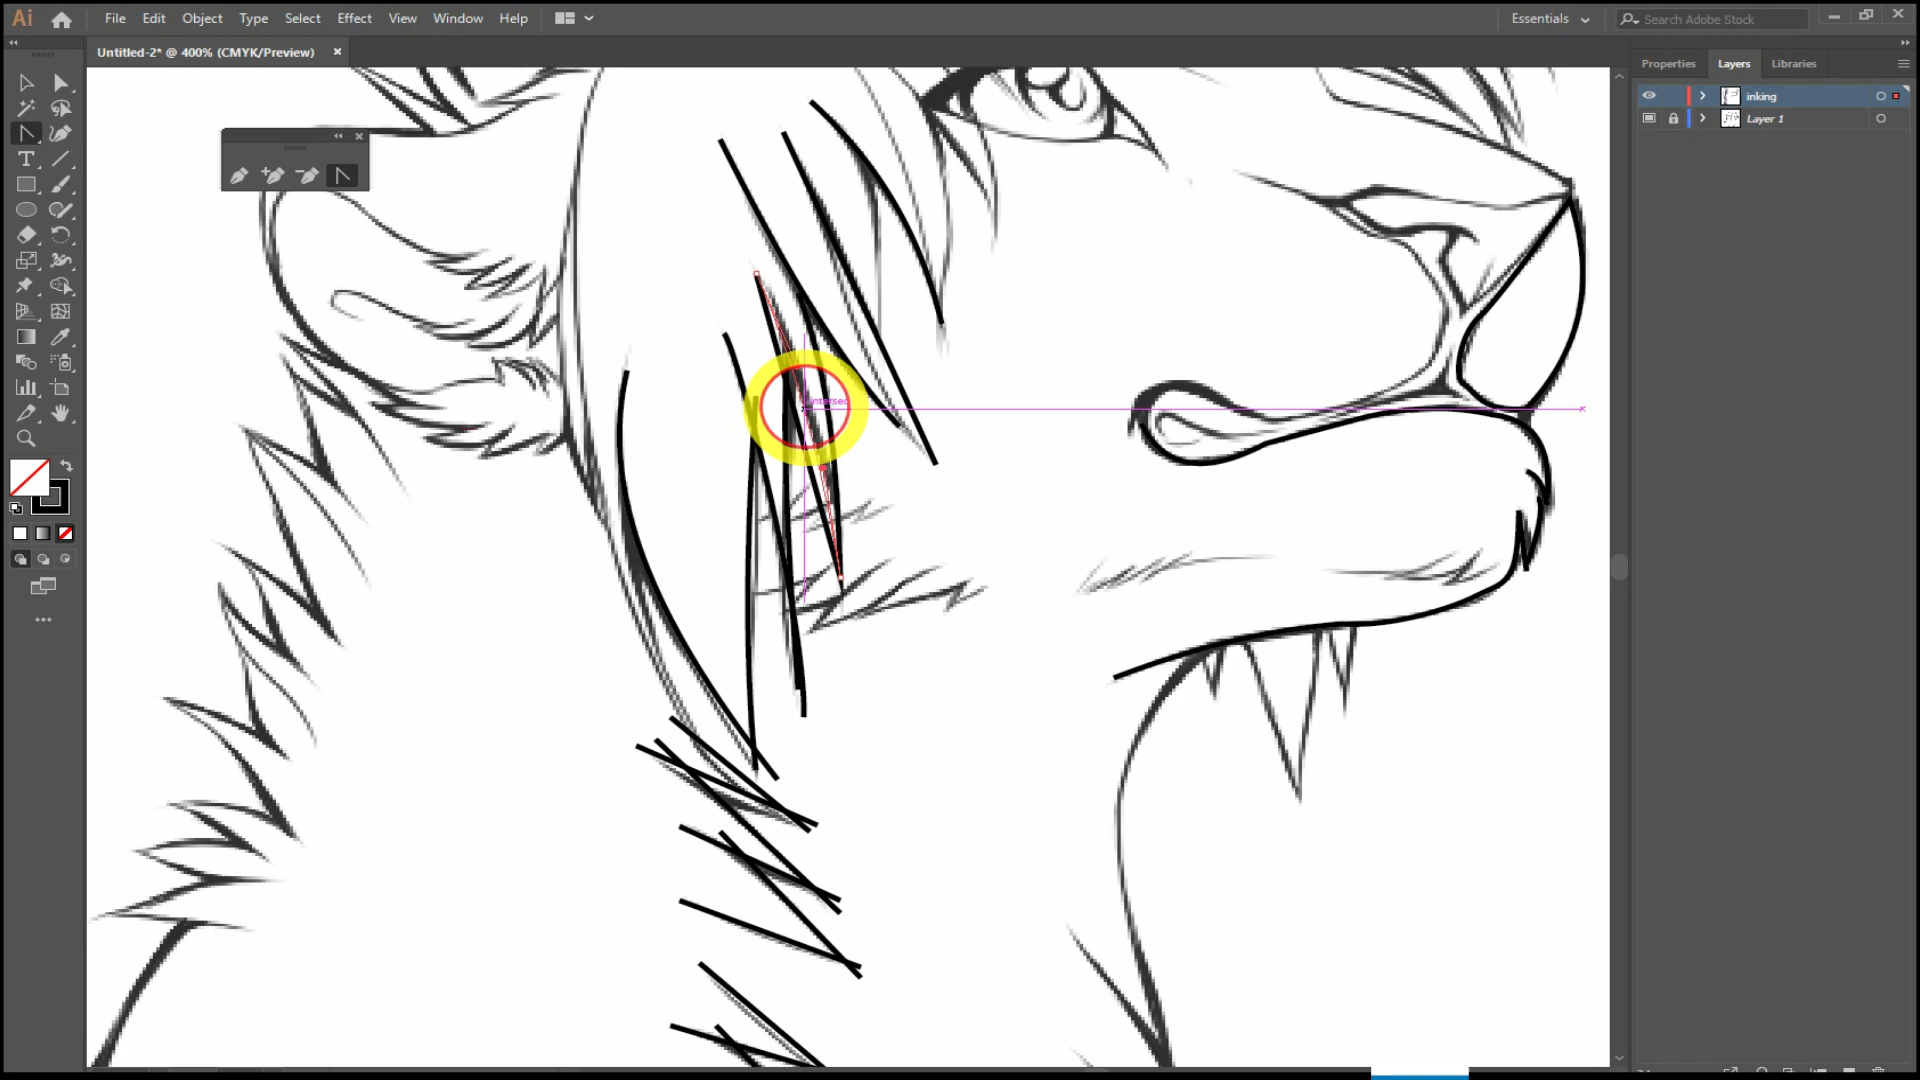 Ai File Edit Object Type Select Effect View Window Help Essentials Search Adobe Stock
Untitled-2* @ 400% (CMYK/Preview)
Properties Layers Libraries
inking
Layer 1